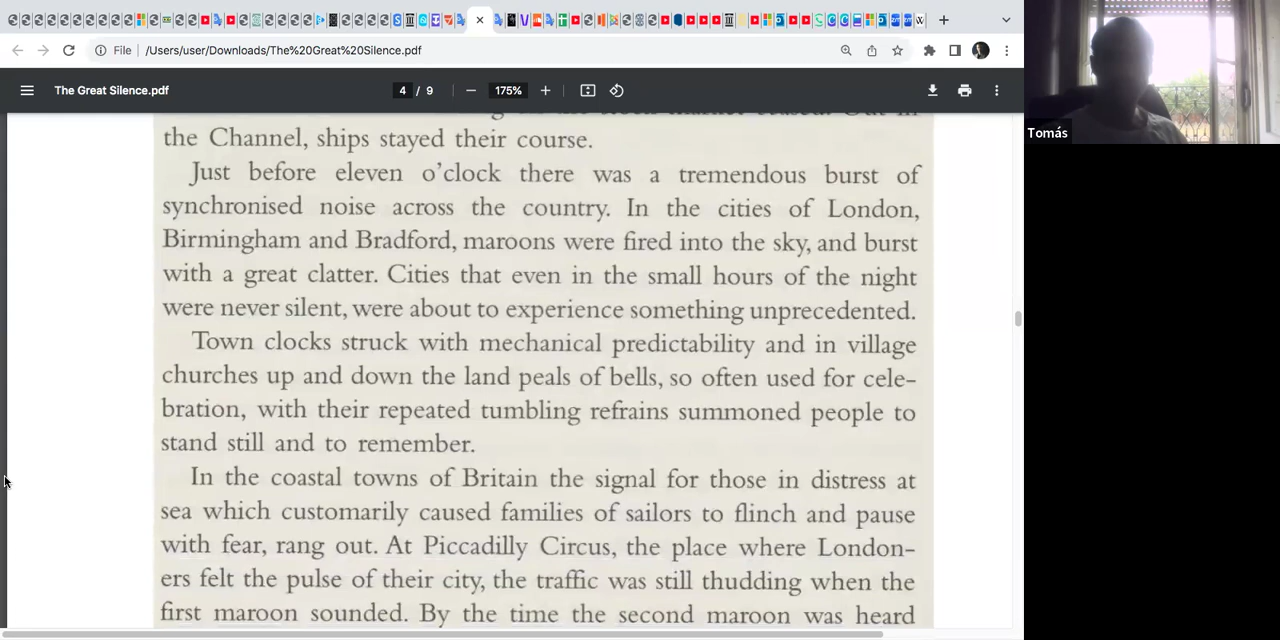 File
/Users/user/Downloads/The%20Great%20Silence.pdf
The Great Silence.pdf
4 / 9
175%
Tomás
the Channel, ships stayed their course.
Just before eleven o'clock there was a tremendous burst of
synchronised noise across the country. In the cities of London,
Birmingham and Bradford, maroons were fired into the sky, and burst
with a great clatter. Cities that even in the small hours of the night
were never silent, were about to experience something unprecedented.
Town clocks struck with mechanical predictability and in village
churches up and down the land peals of bells, so often used for cele-
bration, with their repeated tumbling refrains summoned people to
stand still and to remember.
In the coastal towns of Britain the signal for those in distress at
sea which customarily caused families of sailors to flinch and pause
with fear, rang out. At Piccadilly Circus, the place where London-
ers felt the pulse of their city, the traffic was still thudding when the
first maroon sounded. By the time the second maroon was heard